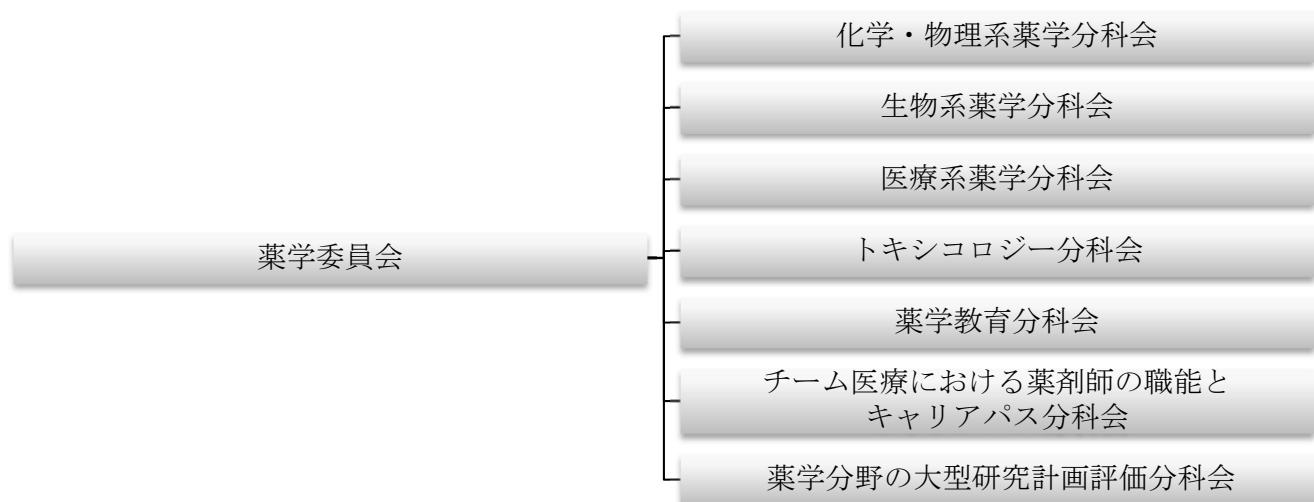 薬学委員会
化学・物理系薬学分科会
生物系薬学分科会
医療系薬学分科会
トキシコロジー分科会
薬学教育分科会
チーム医療における薬剤師の職能と
キャリアパス分科会
薬学分野の大型研究計画評価分科会